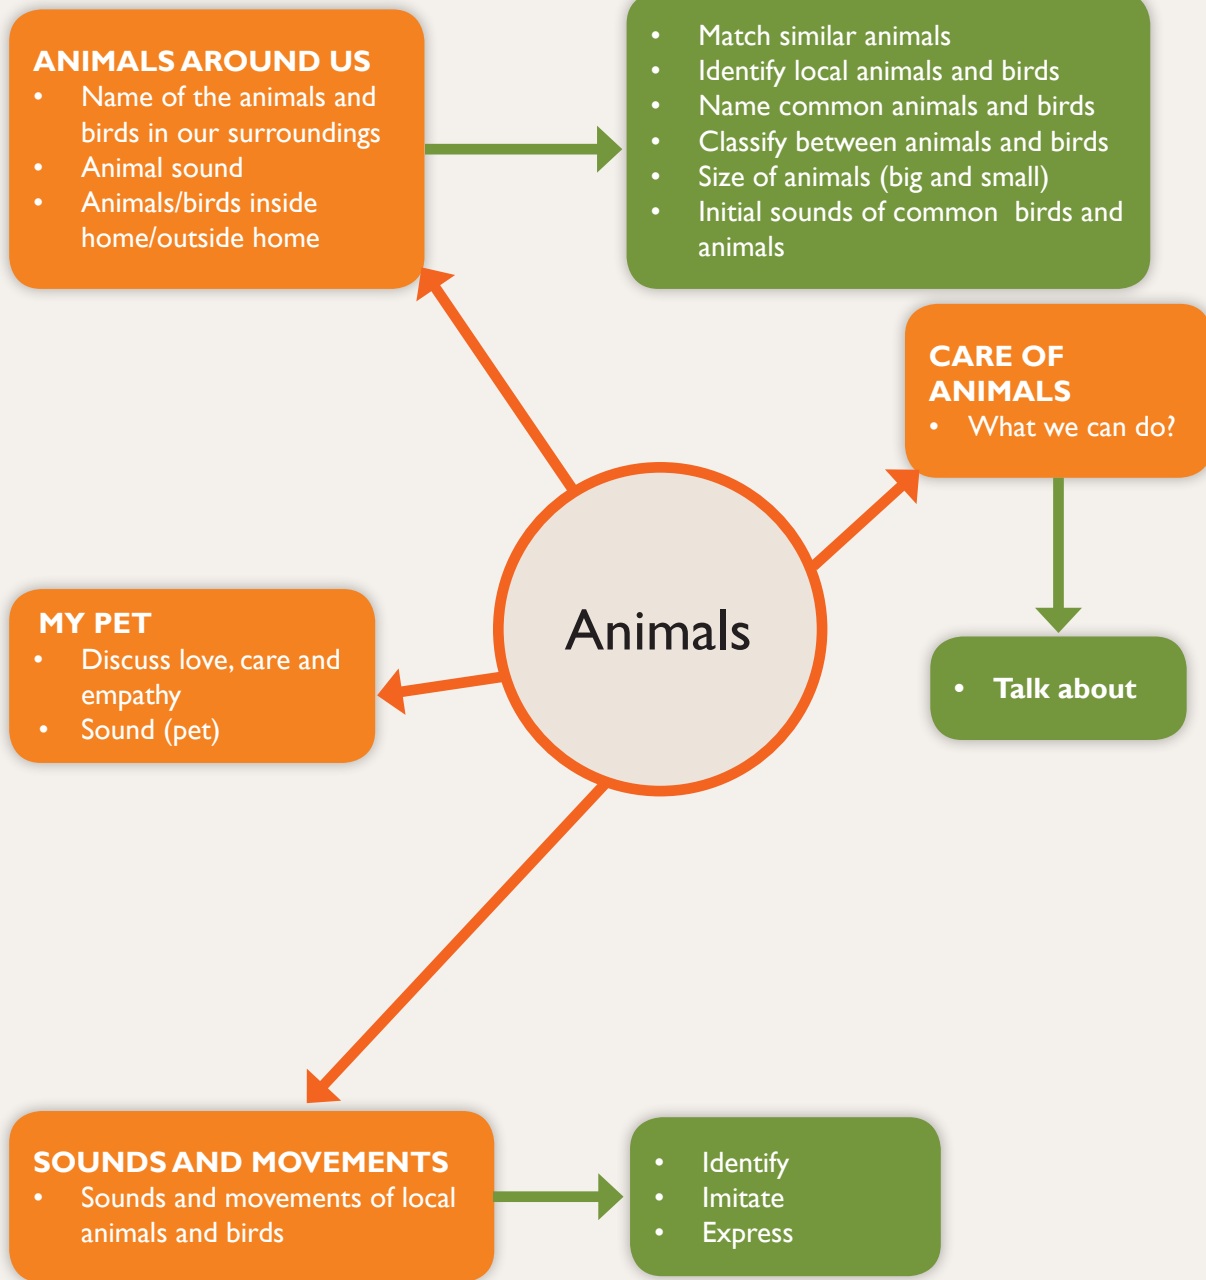 ANIMALS AROUND US
• Name of the animals and
birds in our surroundings
• Animal sound
• Animals/birds inside
home/outside home
• Match similar animals
• Identify local animals and birds
• Name common animals and birds
• Classify between animals and birds
• Size of animals (big and small)
• Initial sounds of common birds and
animals
CARE OF
ANIMALS
• What we can do?
Animals
MY PET
• Discuss love, care and
empathy
• Sound (pet)
• Talk about
SOUNDS AND MOVEMENTS
• Sounds and movements of local
animals and birds
• Identify
• Imitate
• Express